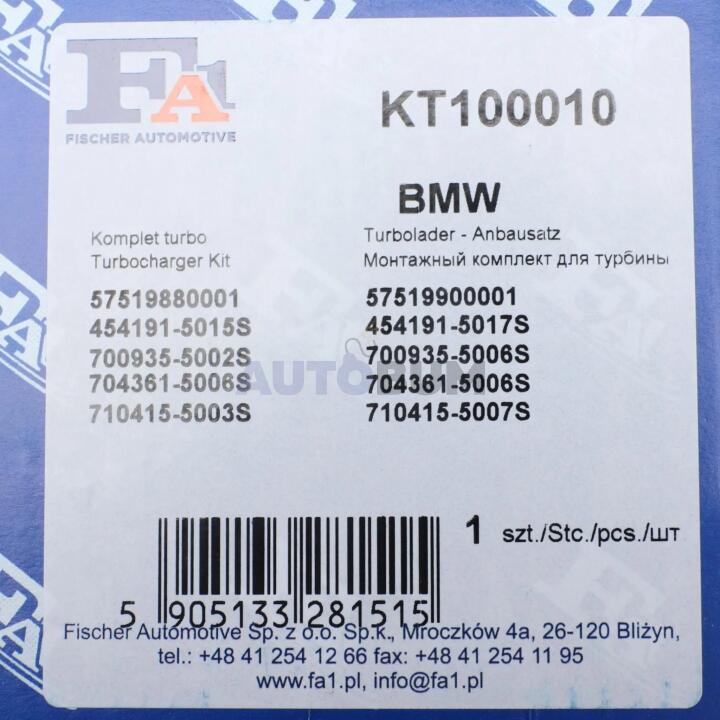 FA1
FISCHER AUTOMOTIVE
KT100010
BMW
Komplet turbo
Turbocharger Kit
Turbolader - Anbausatz
Монтажный комплект для турбины
57519880001 57519900001
454191-5015S 454191-5017S
700935-5002S 700935-5006S
704361-5006S 704361-5006S
710415-5003S 710415-5007S
AUTOBUM
1 szt./Stc./pcs./шт
5 905133 281515
Fischer Automotive Sp. z o.o. Sp.k., Mroczków 4a, 26-120 Bliżyn,
tel.: +48 41 254 12 66 fax: +48 41 254 11 95
www.fa1.pl, info@fa1.pl